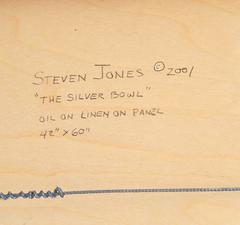 STEVEN JONES © 2001
"THE SILVER BOWL"
OIL ON LINEN ON PANEL
42" x 60"